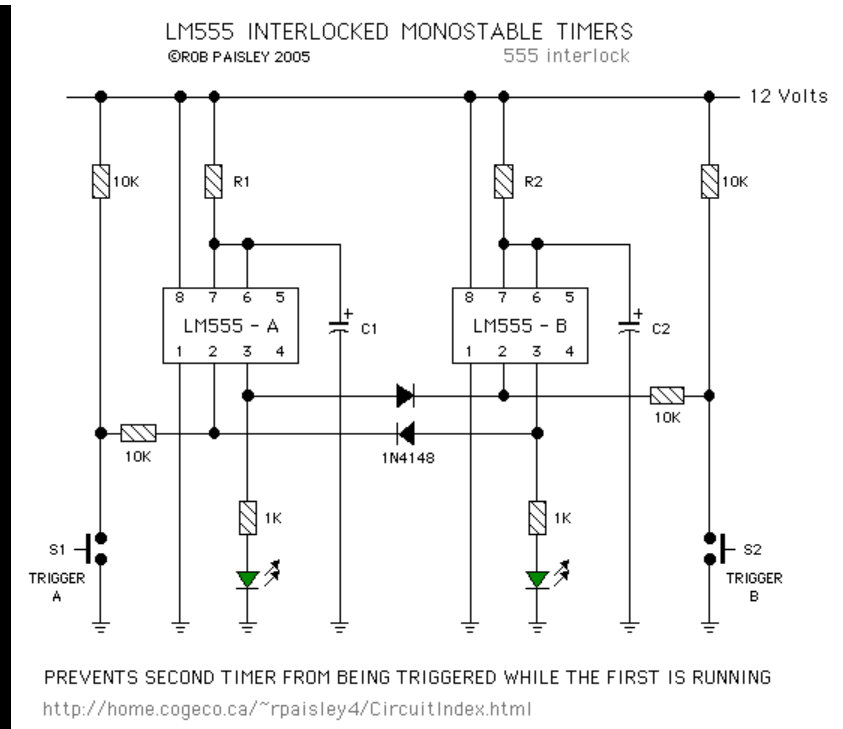 LM555 INTERLOCKED MONOSTABLE TIMERS
©ROB PAISLEY 2005
555 interlock
12 Volts
10K
R1
R2
10K
8 7 6 5
LM555 - A
1 2 3 4
C1
+
8 7 6 5
LM555 - B
1 2 3 4
C2
+
10K
10K
1N4148
1K
1K
S1
TRIGGER
A
S2
TRIGGER
B
PREVENTS SECOND TIMER FROM BEING TRIGGERED WHILE THE FIRST IS RUNNING
http://home.cogeco.ca/~rpaisley4/CircuitIndex.html